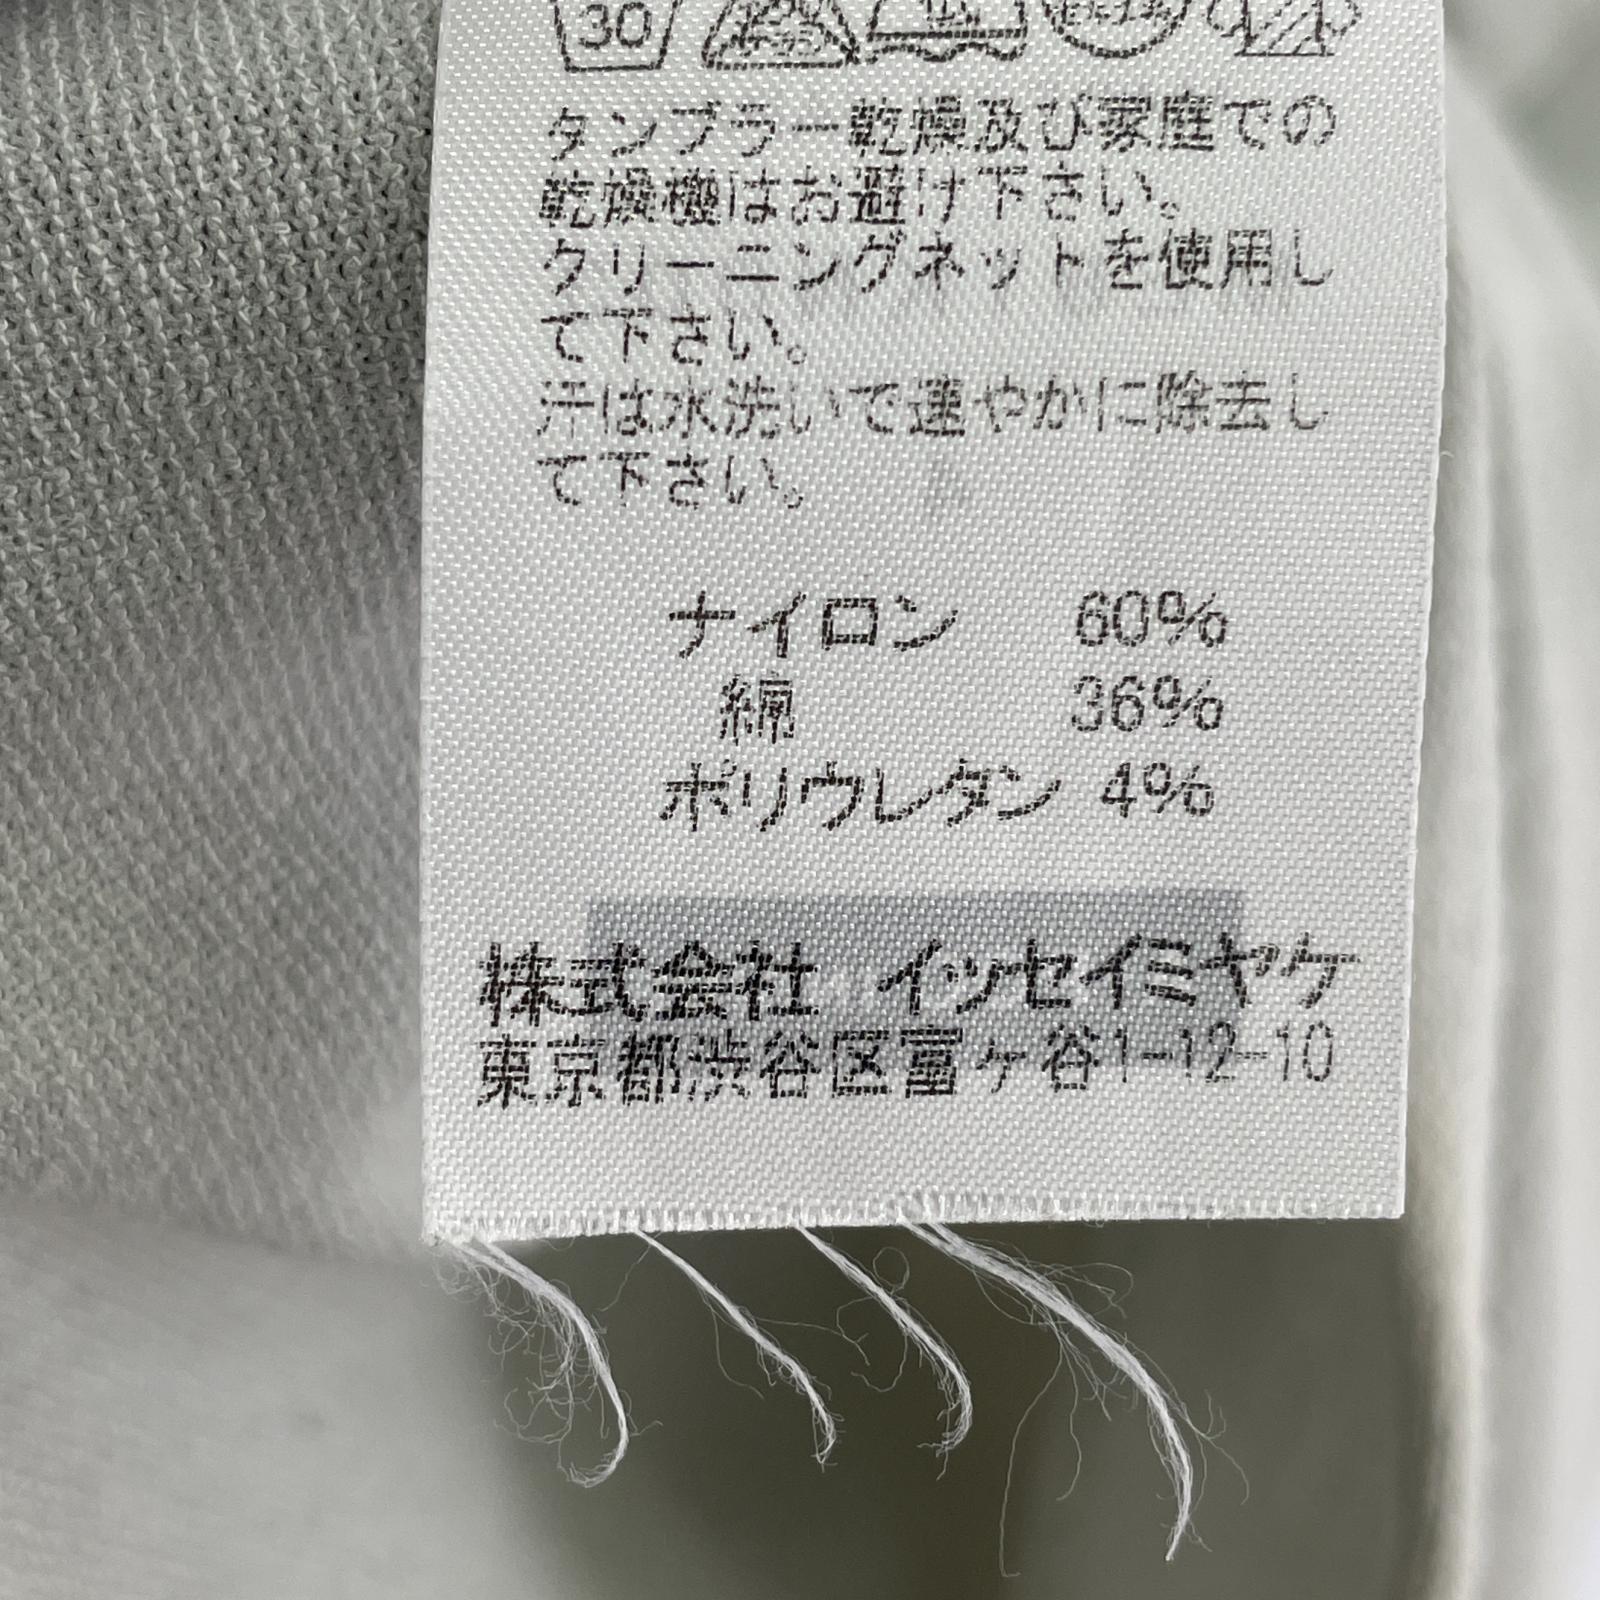 30
タンブラー乾燥及び家庭での
乾燥機はお避け下さい。
クリーニングネットを使用し
て下さい。
汗は水洗いで速やかに除去し
て下さい。
ナイロン 60%
綿 36%
ポリウレタン 4%
株式会社 イッセイミヤケ
東京都渋谷区富ヶ谷1-12-10